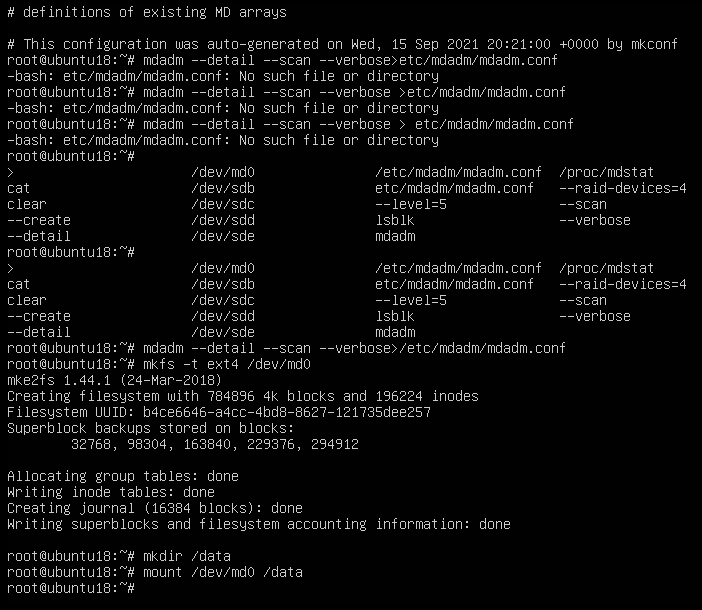 # definitions of existing MD arrays

# This configuration was auto-generated on Wed, 15 Sep 2021 20:21:00 +0000 by mkconf
root@ubuntu18:~# mdadm --detail --scan --verbose>etc/mdadm/mdadm.conf
-bash: etc/mdadm/mdadm.conf: No such file or directory
root@ubuntu18:~# mdadm --detail --scan --verbose >etc/mdadm/mdadm.conf
-bash: etc/mdadm/mdadm.conf: No such file or directory
root@ubuntu18:~# mdadm --detail --scan --verbose > etc/mdadm/mdadm.conf
-bash: etc/mdadm/mdadm.conf: No such file or directory
root@ubuntu18:~#
>                      /dev/md0               /etc/mdadm/mdadm.conf  /proc/mdstat
cat                    /dev/sdb               etc/mdadm/mdadm.conf   --raid-devices=4
clear                  /dev/sdc               --level=5              --scan
--create               /dev/sdd               lsblk                  --verbose
--detail               /dev/sde               mdadm
root@ubuntu18:~#
>                      /dev/md0               /etc/mdadm/mdadm.conf  /proc/mdstat
cat                    /dev/sdb               etc/mdadm/mdadm.conf   --raid-devices=4
clear                  /dev/sdc               --level=5              --scan
--create               /dev/sdd               lsblk                  --verbose
--detail               /dev/sde               mdadm
root@ubuntu18:~# mdadm --detail --scan --verbose>/etc/mdadm/mdadm.conf
root@ubuntu18:~# mkfs -t ext4 /dev/md0
mke2fs 1.44.1 (24-Mar-2018)
Creating filesystem with 784896 4k blocks and 196224 inodes
Filesystem UUID: b4ce6646-a4cc-4bd8-8627-121735dee257
Superblock backups stored on blocks:
        32768, 98304, 163840, 229376, 294912

Allocating group tables: done
Writing inode tables: done
Creating journal (16384 blocks): done
Writing superblocks and filesystem accounting information: done

root@ubuntu18:~# mkdir /data
root@ubuntu18:~# mount /dev/md0 /data
root@ubuntu18:~#